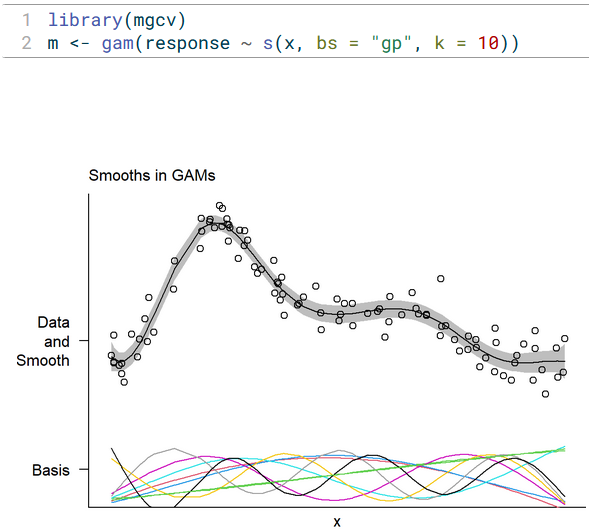 1 library(mgcv)
2 m <- gam(response ~ s(x, bs = "gp", k = 10))
Smooths in GAMs
Data
and
Smooth
Basis
x